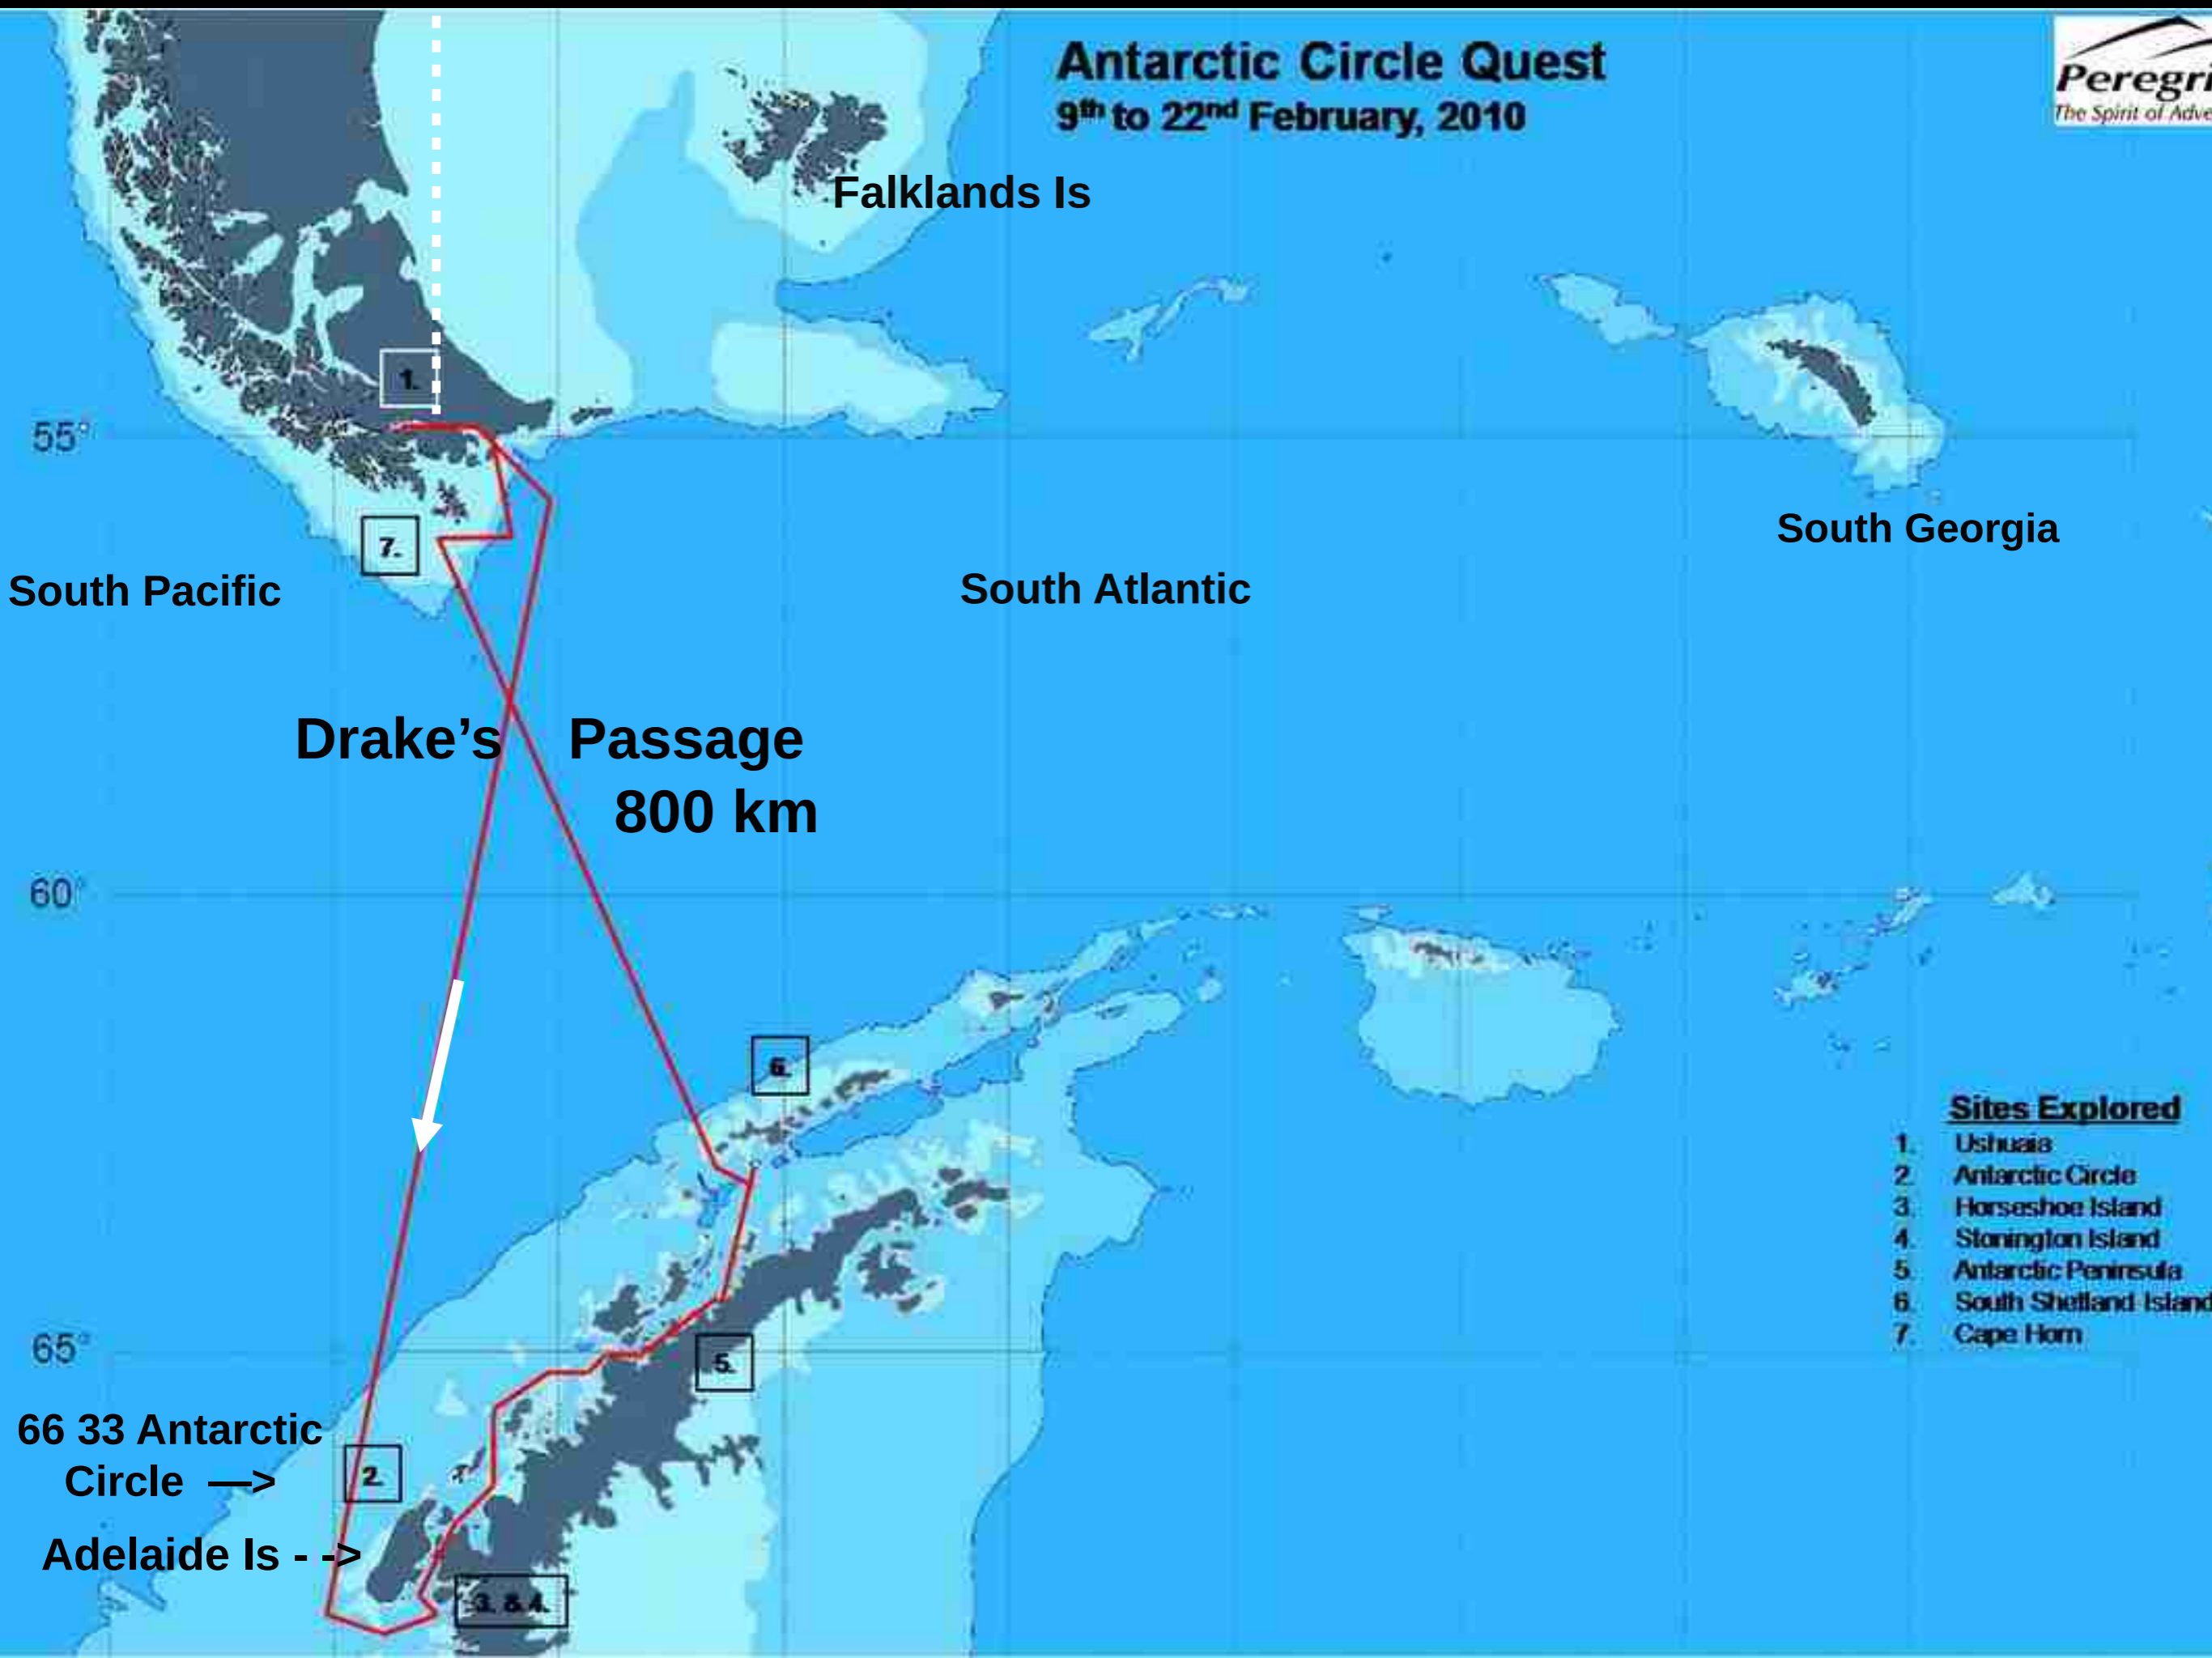 Antarctic Circle Quest
9th to 22nd February, 2010
Peregri
The Spirit of Adve
Falklands Is
1.
55°
7.
South Georgia
South Pacific
South Atlantic
Drake’s Passage
800 km
60°
6.
Sites Explored
1. Ushuaia
2. Antarctic Circle
3. Horseshoe Island
4. Stonington Island
5. Antarctic Peninsula
6. South Shetland Island
7. Cape Horn
65°
5.
66 33 Antarctic
Circle —>
2.
Adelaide Is - ->
3. & 4.